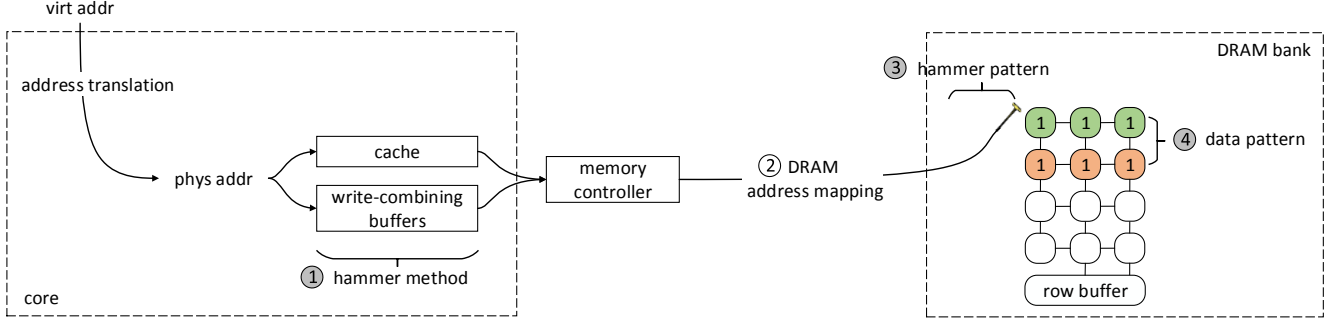 virt addr
address translation
phys addr
cache
write-combining
buffers
1 hammer method
core
memory
controller
2 DRAM
address mapping
DRAM bank
3 hammer pattern
1 1 1
4 data pattern
1 1 1
row buffer